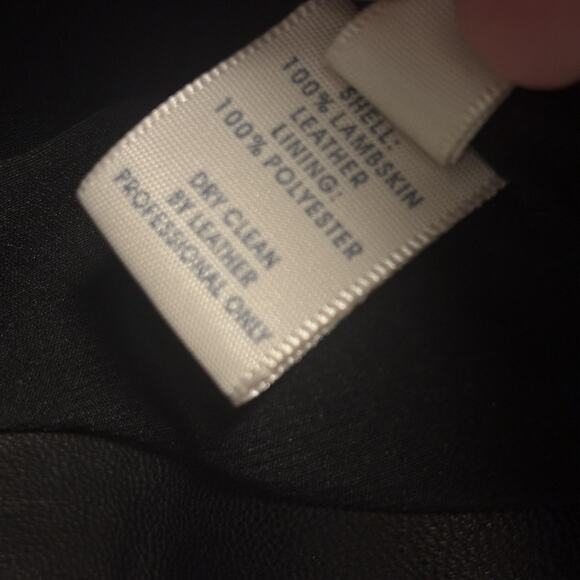 SHELL:
100% LAMBSKIN
LEATHER
LINING:
100% POLYESTER
DRY CLEAN
BY LEATHER
PROFESSIONAL ONLY